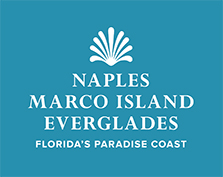 NAPLES
MARCO ISLAND
EVERGLADES
FLORIDA'S PARADISE COAST